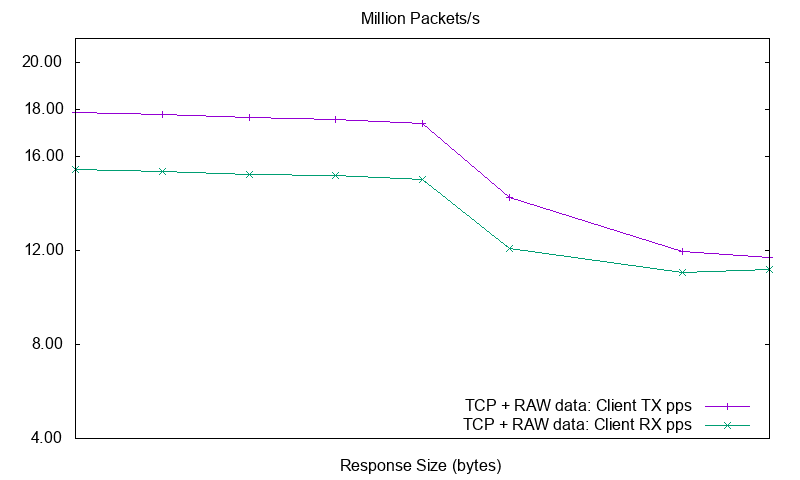 Million Packets/s
20.00
18.00
16.00
12.00
8.00
4.00
TCP + RAW data: Client TX pps
TCP + RAW data: Client RX pps
Response Size (bytes)